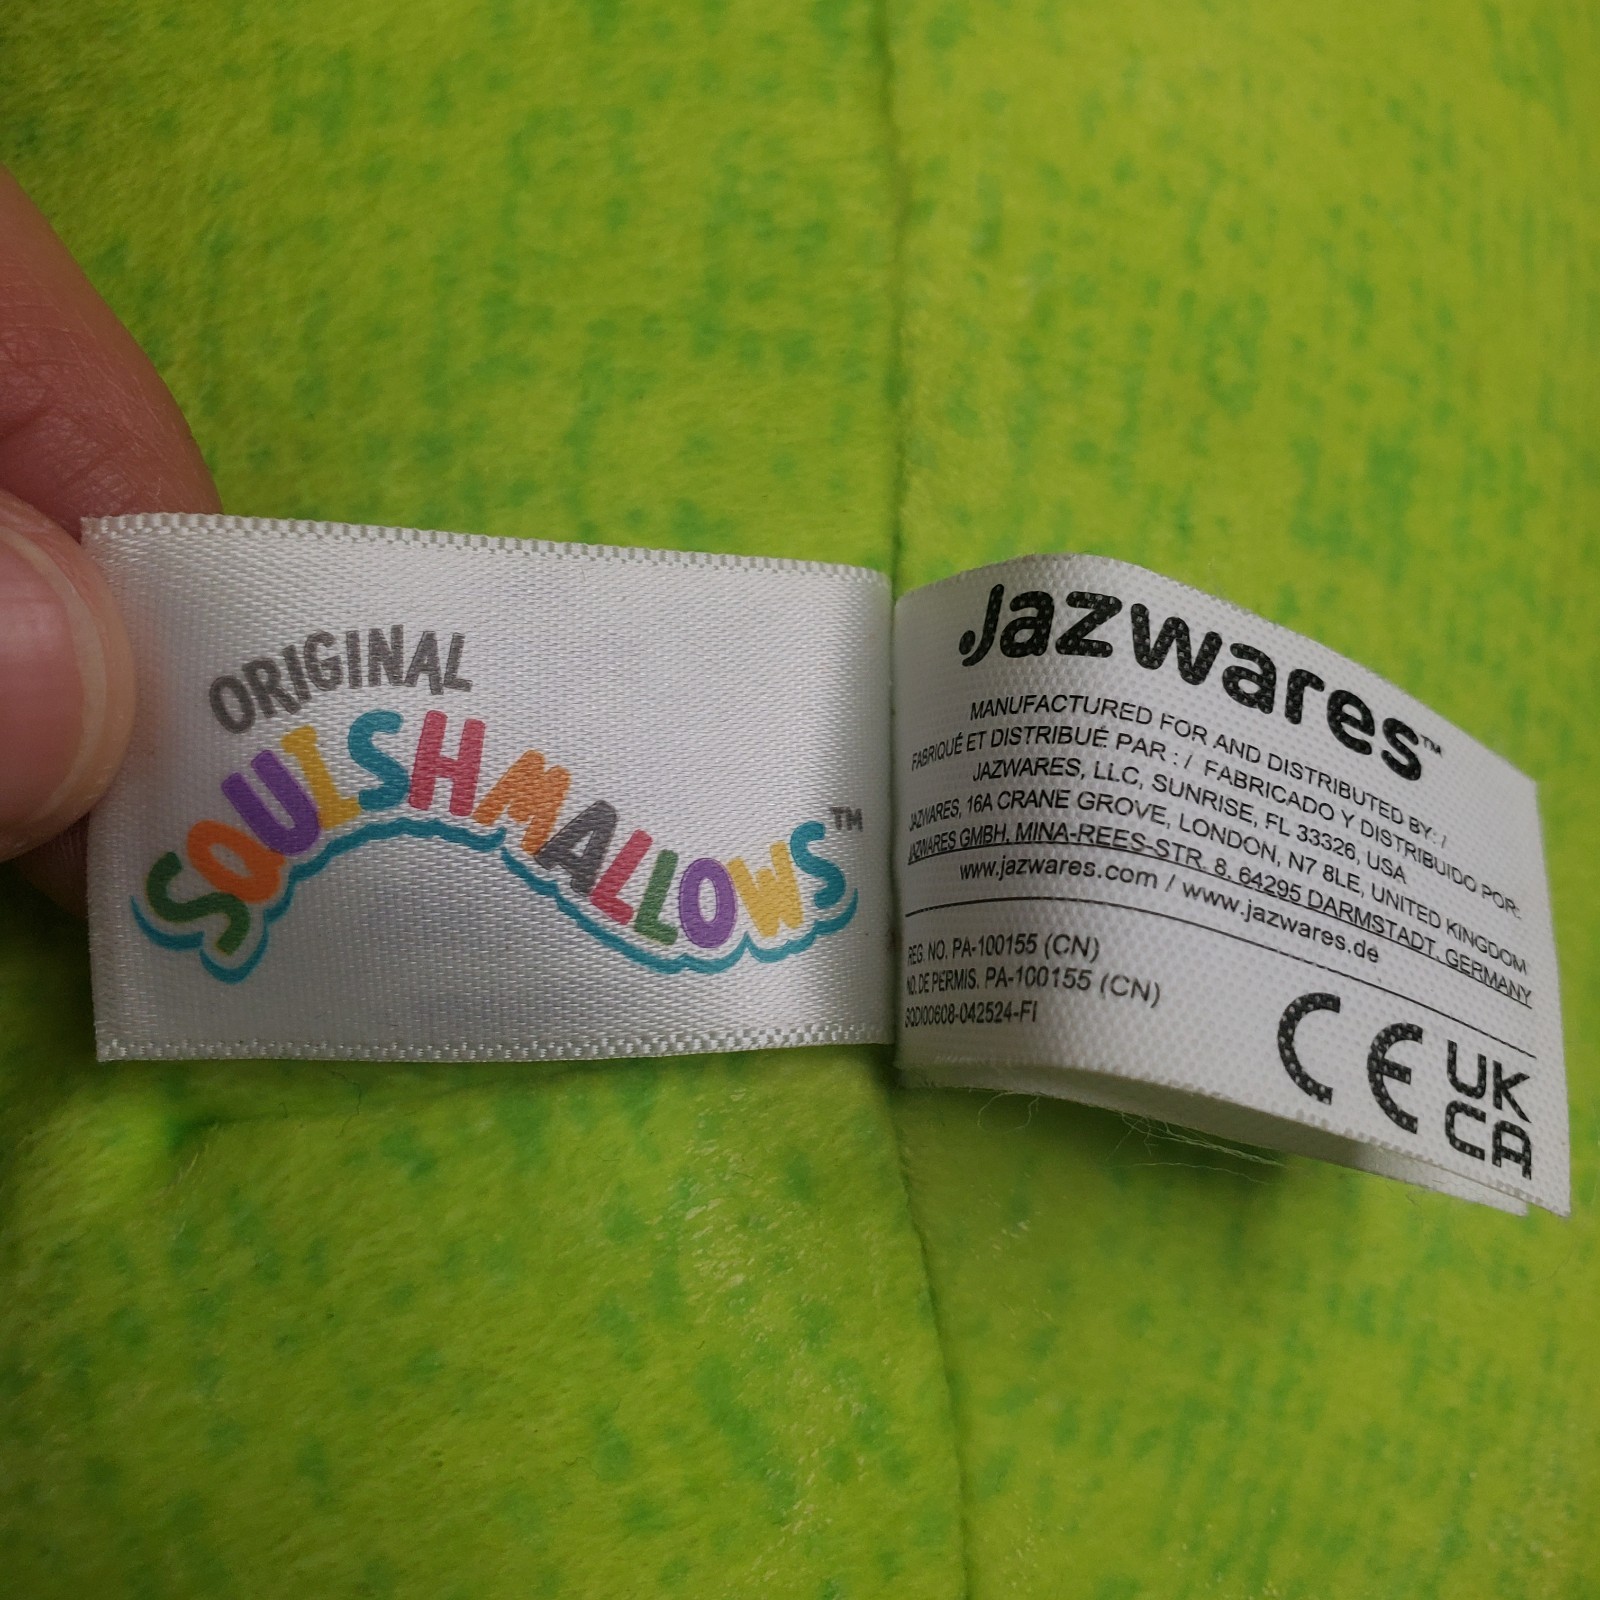 ORIGINAL
SQUISHMALLOWS™
Jazwares™
MANUFACTURED FOR AND DISTRIBUTED BY: /
FABRIQUÉ ET DISTRIBUÉ PAR : / FABRICADO Y DISTRIBUIDO POR:
JAZWARES, LLC, SUNRISE, FL 33326, USA
JAZWARES, 16A CRANE GROVE, LONDON, N7 8LE, UNITED KINGDOM
JAZWARES GMBH, MINA-REES-STR. 8, 64295 DARMSTADT, GERMANY
www.jazwares.com / www.jazwares.de
REG. NO. PA-100155 (CN)
NO. DE PERMIS. PA-100155 (CN)
SQDI00608-042524-FI
CE UK
CA